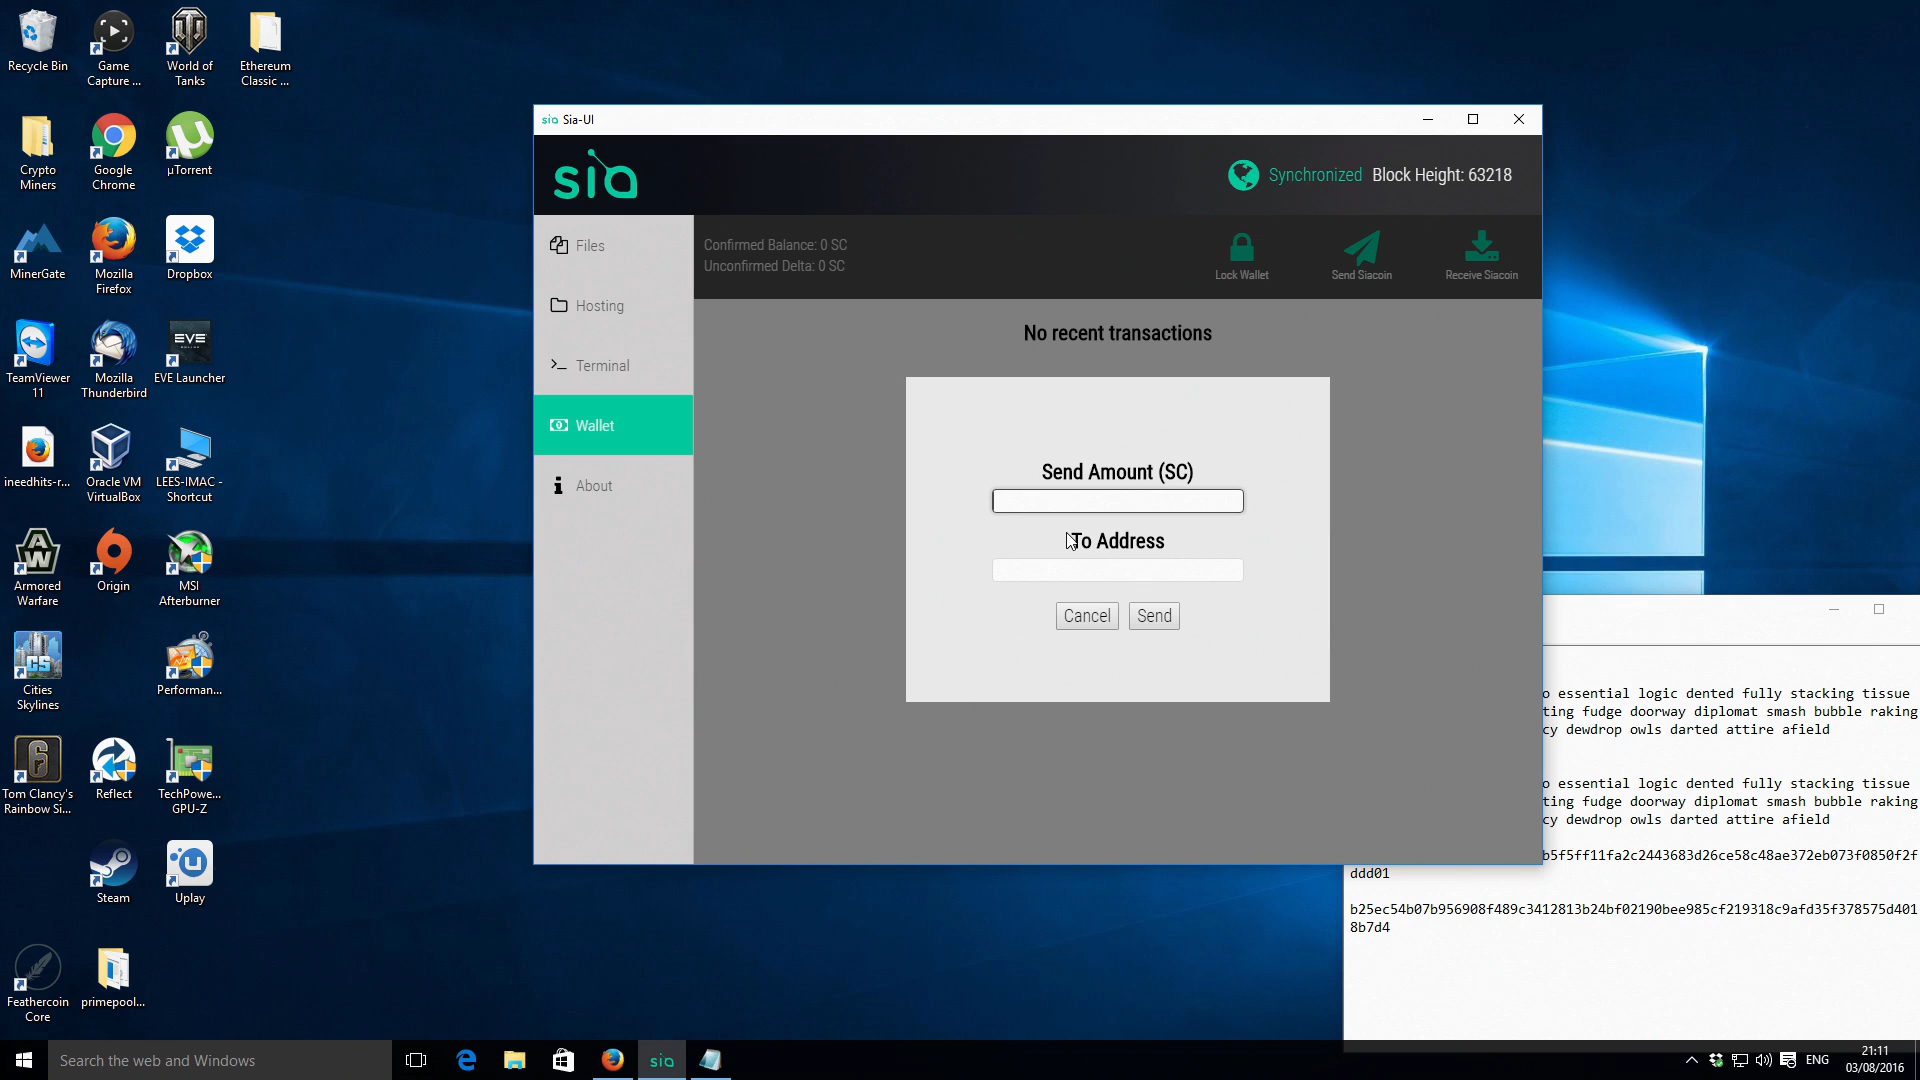 Recycle Bin
Game
Capture ...
World of
Tanks
Ethereum
Classic ...
Crypto
Miners
Google
Chrome
µTorrent
MinerGate
Mozilla
Firefox
Dropbox
TeamViewer
11
Mozilla
Thunderbird
EVE
EVE Launcher
ineedhits-r...
Oracle VM
VirtualBox
LEES-IMAC -
Shortcut
AW
Armored
Warfare
Origin
MSI
Afterburner
CS
Cities
Skylines
Performan...
6
Tom Clancy's
Rainbow Si...
Reflect
TechPowe...
GPU-Z
Steam
Uplay
Feathercoin
Core
primepool...
sia Sia-UI
sia
Synchronized Block Height: 63218
Files
Hosting
Terminal
Wallet
About
Confirmed Balance: 0 SC
Unconfirmed Delta: 0 SC
Lock Wallet
Send Siacoin
Receive Siacoin
No recent transactions
Send Amount (SC)
To Address
Cancel Send
o essential logic dented fully stacking tissue
ting fudge doorway diplomat smash bubble raking
cy dewdrop owls darted attire afield
o essential logic dented fully stacking tissue
ting fudge doorway diplomat smash bubble raking
cy dewdrop owls darted attire afield
b5f5ff11fa2c2443683d26ce58c48ae372eb073f0850f2f
ddd01
b25ec54b07b956908f489c3412813b24bf02190bee985cf219318c9afd35f378575d401
8b7d4
Search the web and Windows
sia
ENG
21:11
03/08/2016